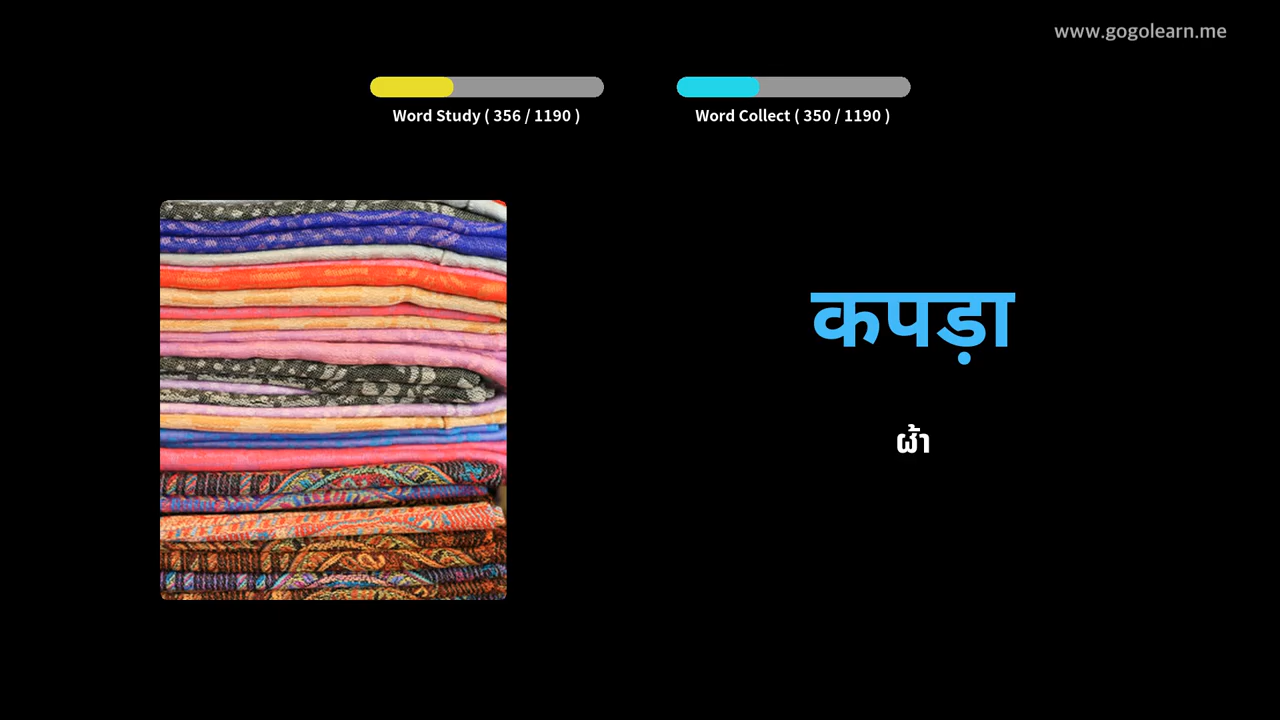 www.gogolearn.me
Word Study ( 356 / 1190 )
Word Collect ( 350 / 1190 )
कपड़ा
ผ้า